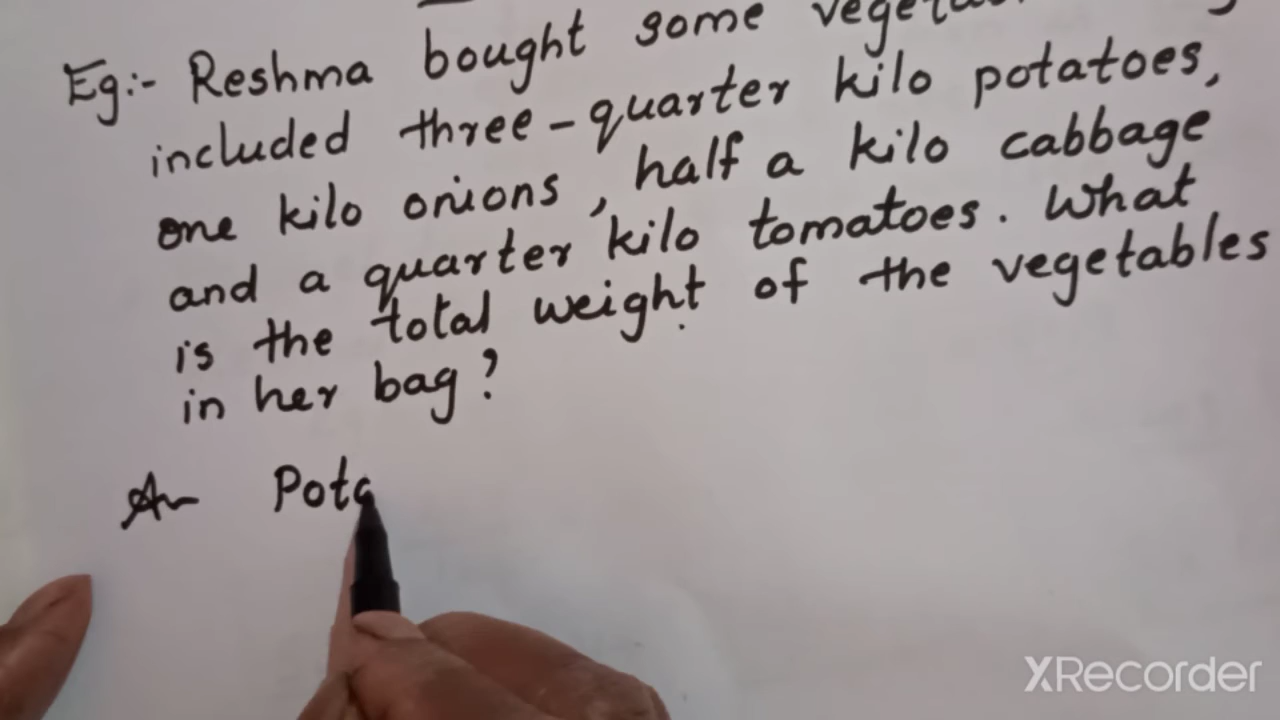 Eg:- Reshma bought some
included three-quarter kilo potatoes,
one kilo onions, half a kilo cabbage
and a quarter kilo tomatoes. What
is the total weight of the vegetables
in her bag?
An Pota
XRecorder